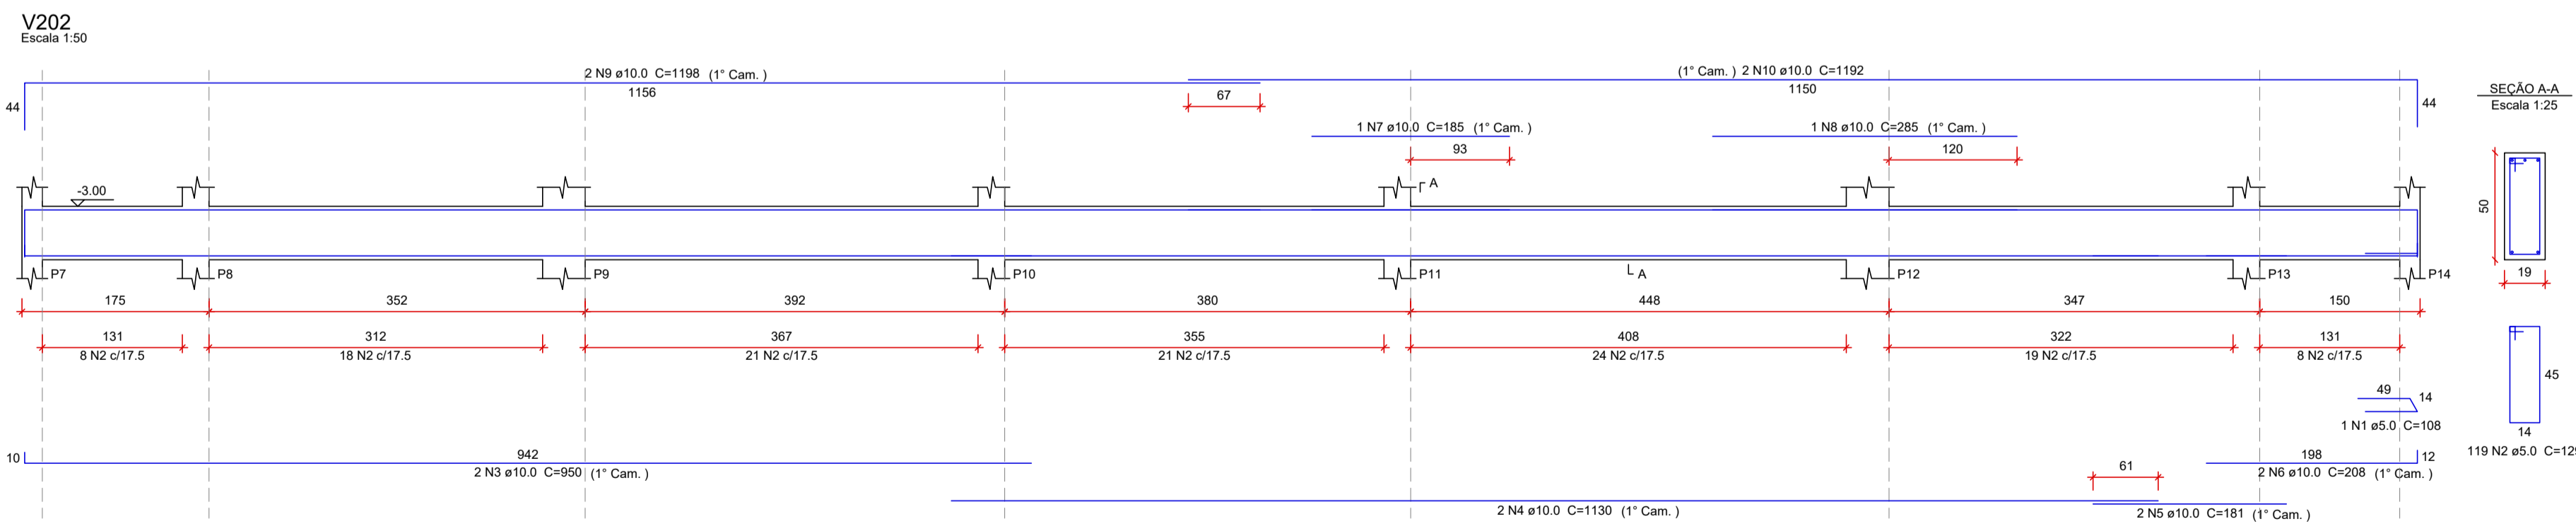 V202
Escala 1:50
2 N9 ø10.0 C=1198 (1° Cam. )
1156
44
67
(1° Cam. ) 2 N10 ø10.0 C=1192
1150
44
SEÇÃO A-A
Escala 1:25
1 N7 ø10.0 C=185 (1° Cam. )
93
1 N8 ø10.0 C=285 (1° Cam. )
120
-3.00
A
50
19
P7 P8 P9 P10 P11 A P12 P13 P14
175 352 392 380 448 347 150
131 312 367 355 408 322 131
8 N2 c/17.5 18 N2 c/17.5 21 N2 c/17.5 21 N2 c/17.5 24 N2 c/17.5 19 N2 c/17.5 8 N2 c/17.5
45
14
119 N2 ø5.0 C=129
49
14
1 N1 ø5.0 C=108
10
942
2 N3 ø10.0 C=950 (1° Cam. )
198
12
2 N6 ø10.0 C=208 (1° Cam. )
61
2 N4 ø10.0 C=1130 (1° Cam. )
2 N5 ø10.0 C=181 (1° Cam. )